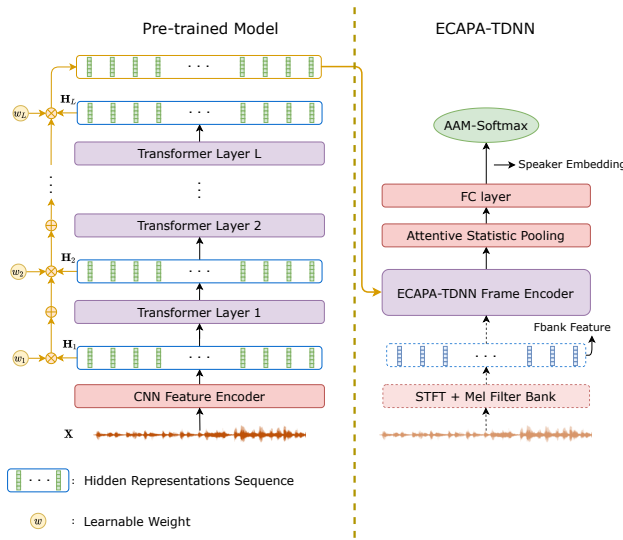 Pre-trained Model
ECAPA-TDNN
. . .
w_L
H_L
. . .
AAM-Softmax
Transformer Layer L
Speaker Embedding
FC layer
Transformer Layer 2
Attentive Statistic Pooling
w_2
H_2
. . .
ECAPA-TDNN Frame Encoder
Transformer Layer 1
Fbank Feature
w_1
H_1
. . .
. . .
CNN Feature Encoder
STFT + Mel Filter Bank
X
. . . : Hidden Representations Sequence
w : Learnable Weight